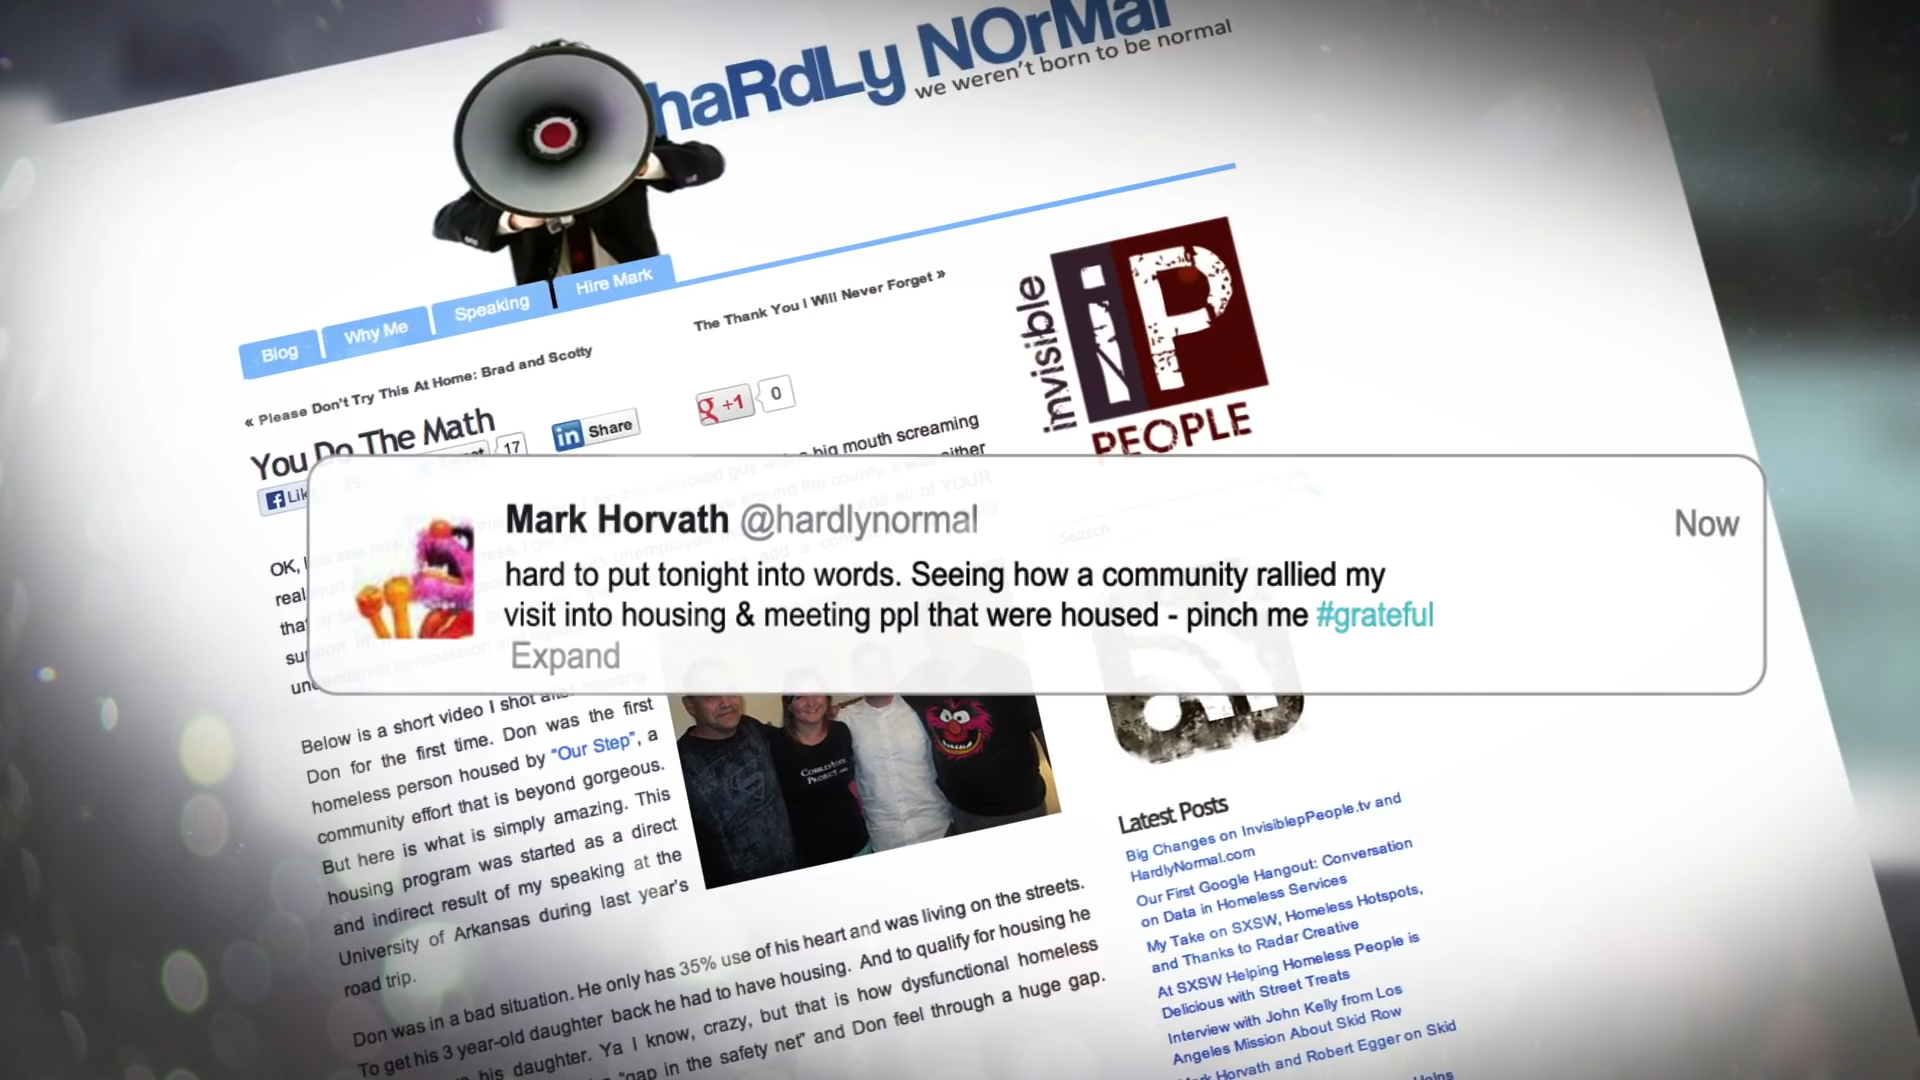 haRdLy NOrMal
we weren't born to be normal
Blog
Why Me
Speaking
Hire Mark
« Please Don't Try This At Home: Brad and Scotty
The Thank You I Will Never Forget »
invisible
iP
PEOPLE
You Do The Math
17
in Share
g +1
0
big mouth screaming
Search
Mark Horvath @hardlynormal
Now
hard to put tonight into words. Seeing how a community rallied my
visit into housing & meeting ppl that were housed - pinch me #grateful
Expand
OK,
Below is a short video I shot after meeting
Don for the first time. Don was the first
homeless person housed by "Our Step", a
community effort that is beyond gorgeous.
But here is what is simply amazing. This
housing program was started as a direct
and indirect result of my speaking at the
University of Arkansas during last year's
road trip.
Don was in a bad situation. He only has 35% use of his heart and was living on the streets.
To get his 3 year-old daughter back he had to have housing. And to qualify for housing he
his daughter. Ya I know, crazy, but that is how dysfunctional homeless
"gap in the safety net" and Don feel through a huge gap.
Latest Posts
Big Changes on InvisiblepPeople.tv and
HardlyNormal.com
Our First Google Hangout: Conversation
on Data in Homeless Services
My Take on SXSW, Homeless Hotspots,
and Thanks to Radar Creative
At SXSW Helping Homeless People is
Delicious with Street Treats
Interview with John Kelly from Los
Angeles Mission About Skid Row
Mark Horvath and Robert Egger on Skid